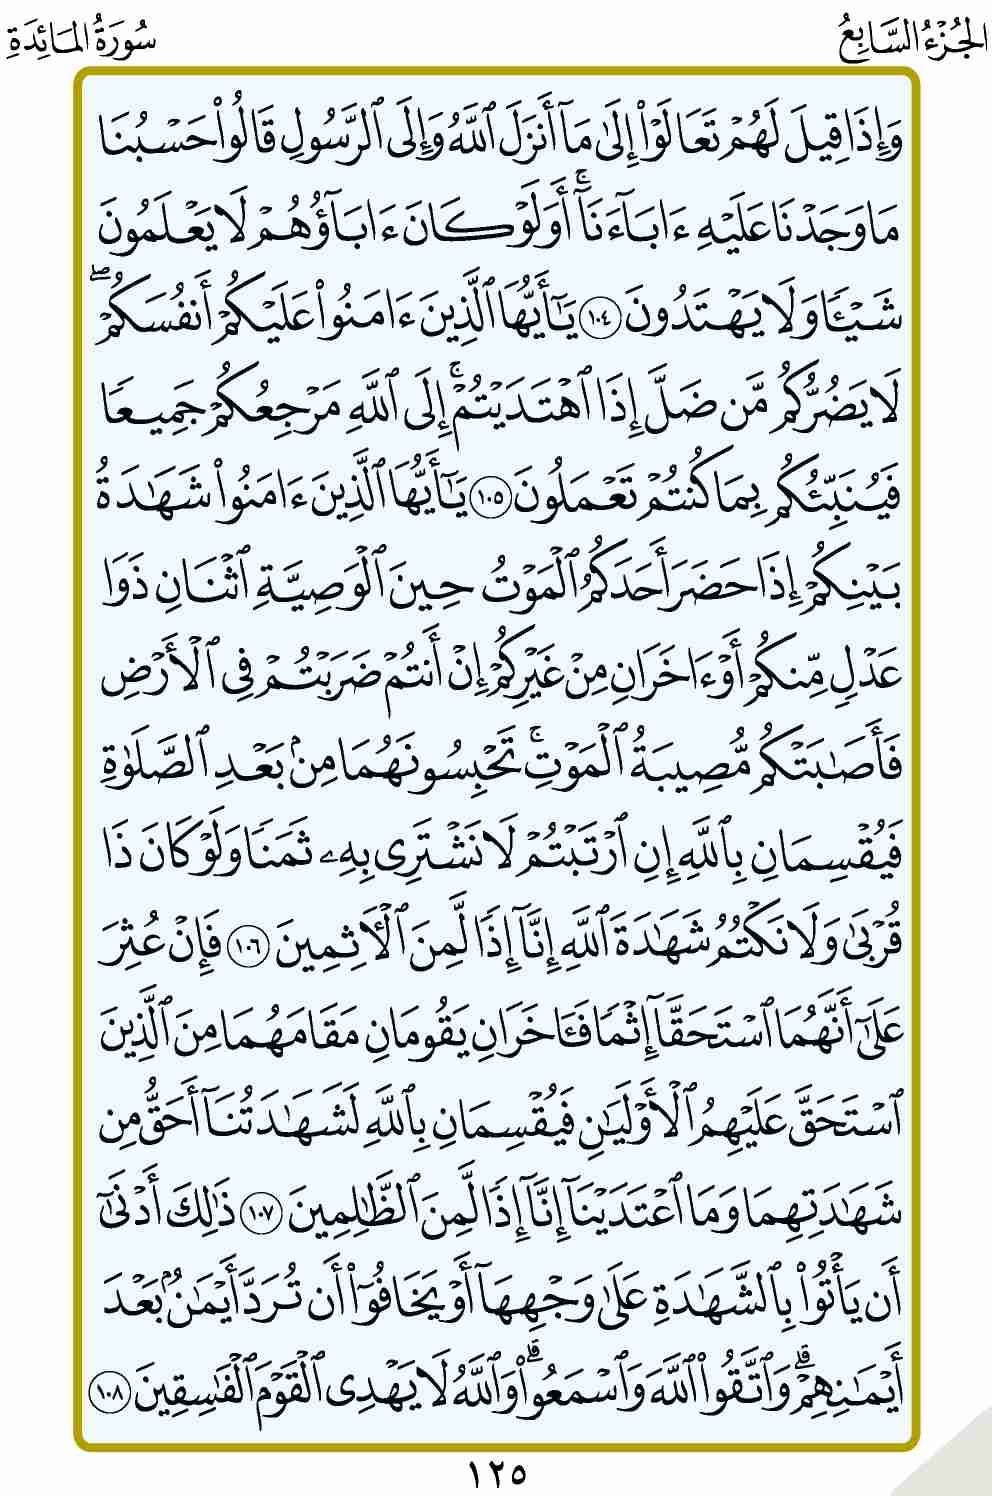 الجُزْءُ السَّابِعُ
سُورَةُ المَائِدَةِ
وَإِذَا قِيلَ لَهُمْ تَعَالَوْا۟ إِلَىٰ مَآ أَنزَلَ ٱللَّهُ وَإِلَى ٱلرَّسُولِ قَالُوا۟ حَسْبُنَا
مَا وَجَدْنَا عَلَيْهِ ءَابَآءَنَآ ۚ أَوَلَوْ كَانَ ءَابَآؤُهُمْ لَا يَعْلَمُونَ
شَيْـًٔا وَلَا يَهْتَدُونَ ١٠٤ يَـٰٓأَيُّهَا ٱلَّذِينَ ءَامَنُوا۟ عَلَيْكُمْ أَنفُسَكُمْ ۖ
لَا يَضُرُّكُم مَّن ضَلَّ إِذَا ٱهْتَدَيْتُمْ ۚ إِلَى ٱللَّهِ مَرْجِعُكُمْ جَمِيعًا
فَيُنَبِّئُكُم بِمَا كُنتُمْ تَعْمَلُونَ ١٠٥ يَـٰٓأَيُّهَا ٱلَّذِينَ ءَامَنُوا۟ شَهَـٰدَةُ
بَيْنِكُمْ إِذَا حَضَرَ أَحَدَكُمُ ٱلْمَوْتُ حِينَ ٱلْوَصِيَّةِ ٱثْنَانِ ذَوَا
عَدْلٍ مِّنكُمْ أَوْ ءَاخَرَانِ مِنْ غَيْرِكُمْ إِنْ أَنتُمْ ضَرَبْتُمْ فِى ٱلْأَرْضِ
فَأَصَـٰبَتْكُم مُّصِيبَةُ ٱلْمَوْتِ ۚ تَحْبِسُونَهُمَا مِنۢ بَعْدِ ٱلصَّلَوٰةِ
فَيُقْسِمَانِ بِٱللَّهِ إِنِ ٱرْتَبْتُمْ لَا نَشْتَرِى بِهِۦ ثَمَنًا وَلَوْ كَانَ ذَا
قُرْبَىٰ وَلَا نَكْتُمُ شَهَـٰدَةَ ٱللَّهِ إِنَّآ إِذًا لَّمِنَ ٱلْـَٔاثِمِينَ ١٠٦ فَإِنْ عُثِرَ
عَلَىٰٓ أَنَّهُمَا ٱسْتَحَقَّآ إِثْمًا فَـَٔاخَرَانِ يَقُومَانِ مَقَامَهُمَا مِنَ ٱلَّذِينَ
ٱسْتَحَقَّ عَلَيْهِمُ ٱلْأَوْلَيَـٰنِ فَيُقْسِمَانِ بِٱللَّهِ لَشَهَـٰدَتُنَآ أَحَقُّ مِن
شَهَـٰدَتِهِمَا وَمَا ٱعْتَدَيْنَآ إِنَّآ إِذًا لَّمِنَ ٱلظَّـٰلِمِينَ ١٠٧ ذَٰلِكَ أَدْنَىٰٓ
أَن يَأْتُوا۟ بِٱلشَّهَـٰدَةِ عَلَىٰ وَجْهِهَآ أَوْ يَخَافُوٓا۟ أَن تُرَدَّ أَيْمَـٰنٌۢ بَعْدَ
أَيْمَـٰنِهِمْ ۗ وَٱتَّقُوا۟ ٱللَّهَ وَٱسْمَعُوا۟ ۗ وَٱللَّهُ لَا يَهْدِى ٱلْقَوْمَ ٱلْفَـٰسِقِينَ ١٠٨
١٢٥